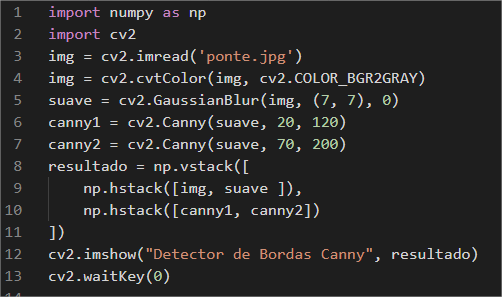 1 import numpy as np
2 import cv2
3 img = cv2.imread('ponte.jpg')
4 img = cv2.cvtColor(img, cv2.COLOR_BGR2GRAY)
5 suave = cv2.GaussianBlur(img, (7, 7), 0)
6 canny1 = cv2.Canny(suave, 20, 120)
7 canny2 = cv2.Canny(suave, 70, 200)
8 resultado = np.vstack([
9     np.hstack([img, suave ]),
10     np.hstack([canny1, canny2])
11 ])
12 cv2.imshow("Detector de Bordas Canny", resultado)
13 cv2.waitKey(0)